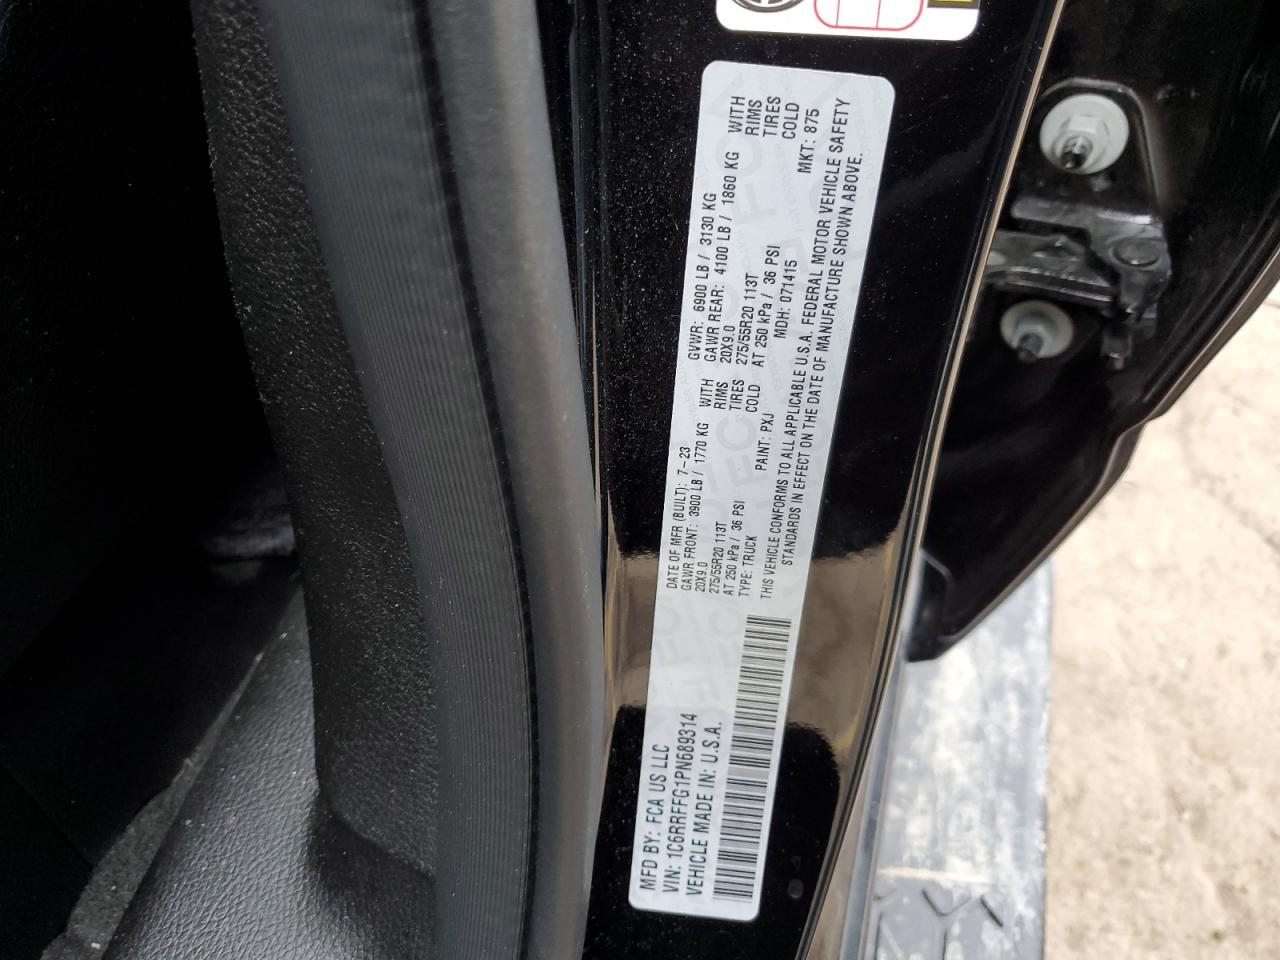 MFD BY: FCA US LLC
VIN: 1C6RRFFG1PN689314
VEHICLE MADE IN: U.S.A.
DATE OF MFR (BUILT): 7-23 GVWR: 6900 LB / 3130 KG
GAWR FRONT: 3900 LB / 1770 KG WITH GAWR REAR: 4100 LB / 1860 KG WITH
20X9.0 RIMS 20X9.0 RIMS
275/55R20 113T TIRES 275/55R20 113T TIRES
AT 250 kPa / 36 PSI COLD AT 250 kPa / 36 PSI COLD
TYPE: TRUCK PAINT: PXJ MDH: 071415 MKT: 875
THIS VEHICLE CONFORMS TO ALL APPLICABLE U.S.A. FEDERAL MOTOR VEHICLE SAFETY
STANDARDS IN EFFECT ON THE DATE OF MANUFACTURE SHOWN ABOVE.